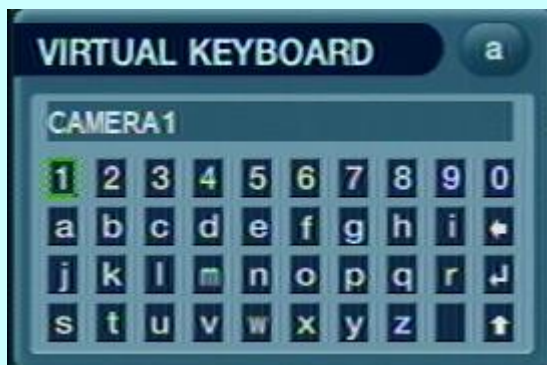 VIRTUAL KEYBOARD a
CAMERA1
1 2 3 4 5 6 7 8 9 0
a b c d e f g h i
j k l m n o p q r
s t u v w x y z